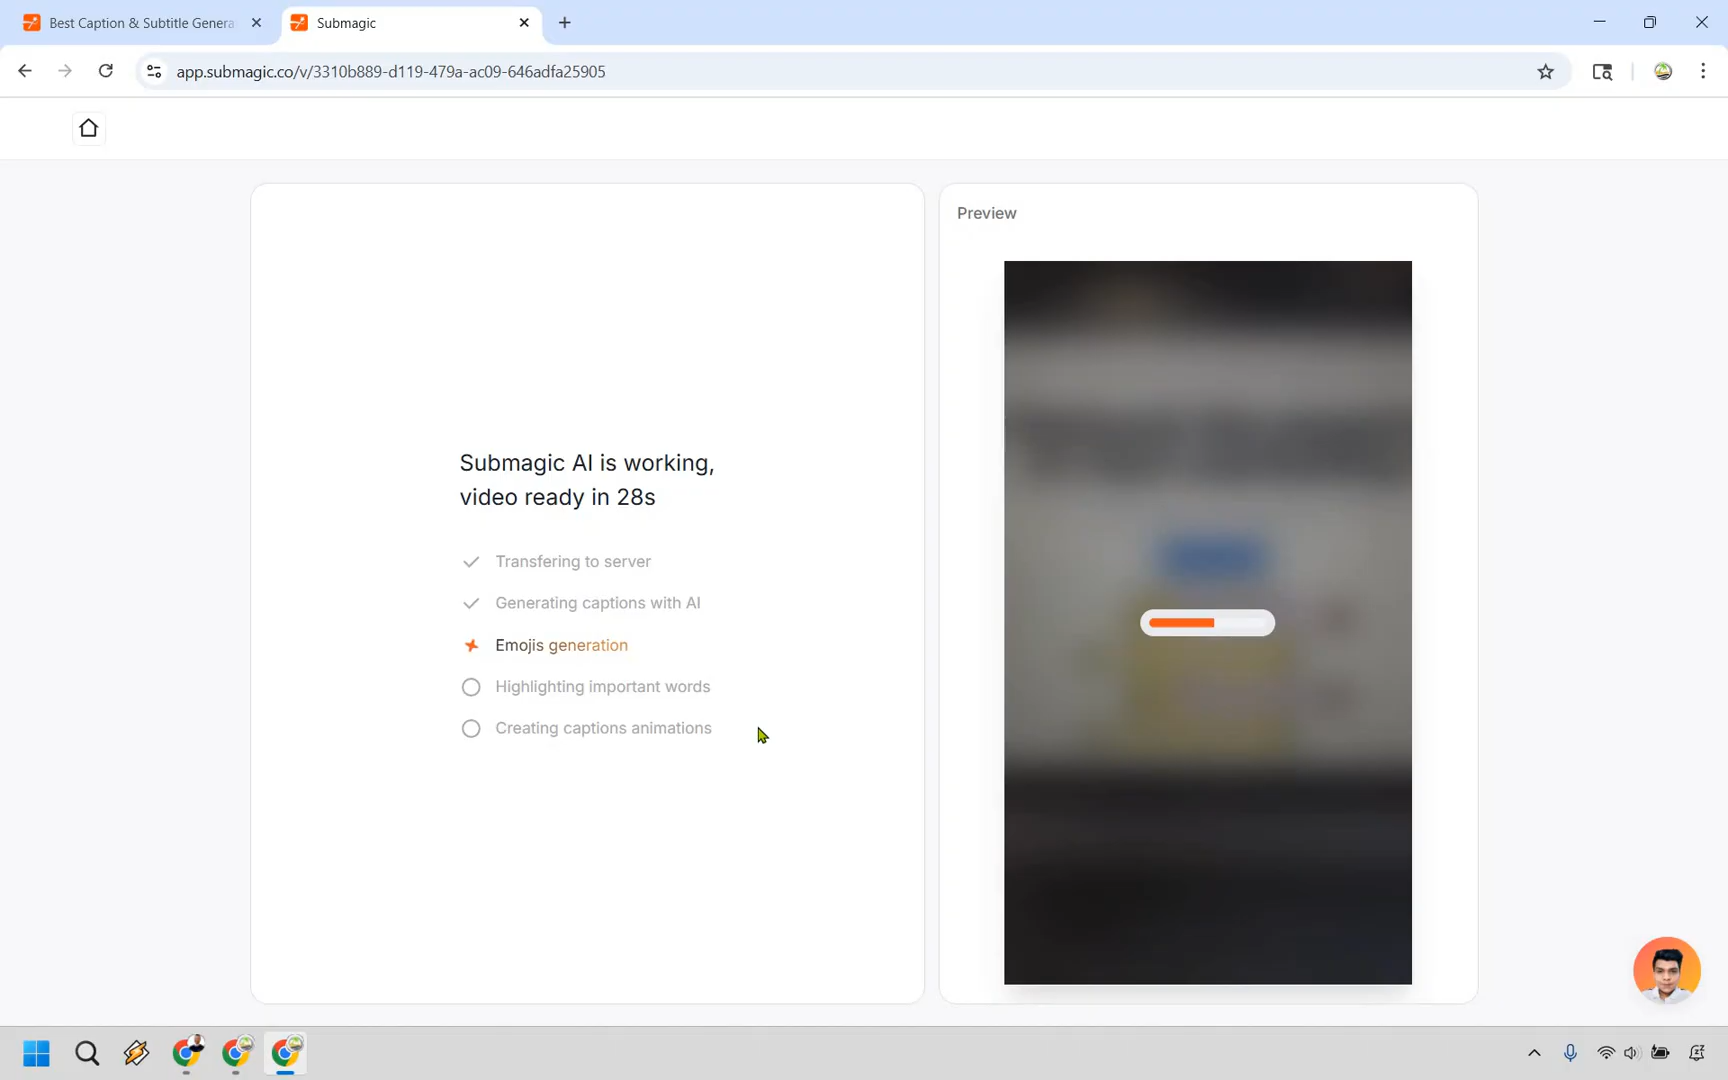 Best Caption & Subtitle Genera
Submagic
app.submagic.co/v/3310b889-d119-479a-ac09-646adfa25905
Preview
Submagic AI is working,
video ready in 28s
Transfering to server
Generating captions with AI
Emojis generation
Highlighting important words
Creating captions animations